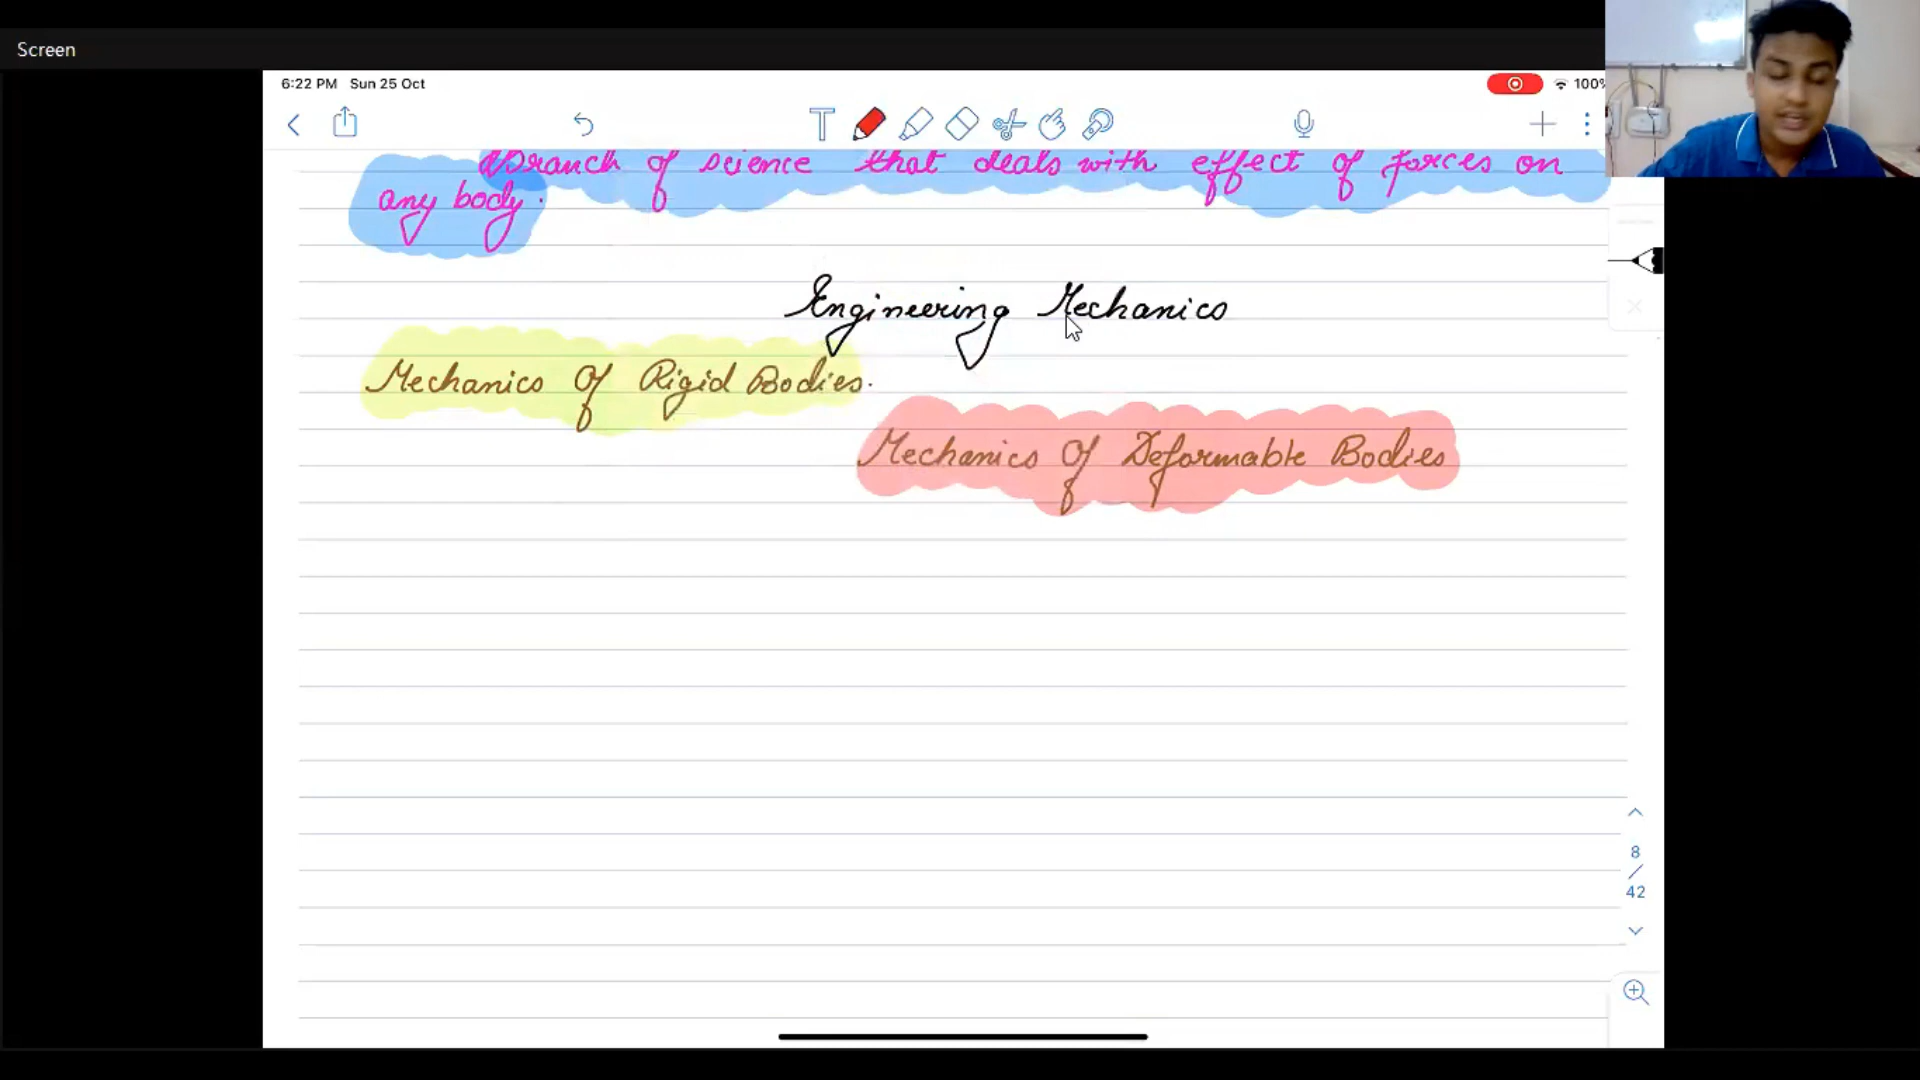 Screen
6:22 PM Sun 25 Oct
100%
T
Branch of science that deals with effect of forces on
any body.
Engineering Mechanics
Mechanics Of Rigid Bodies.
Mechanics Of Deformable Bodies
8
/
42